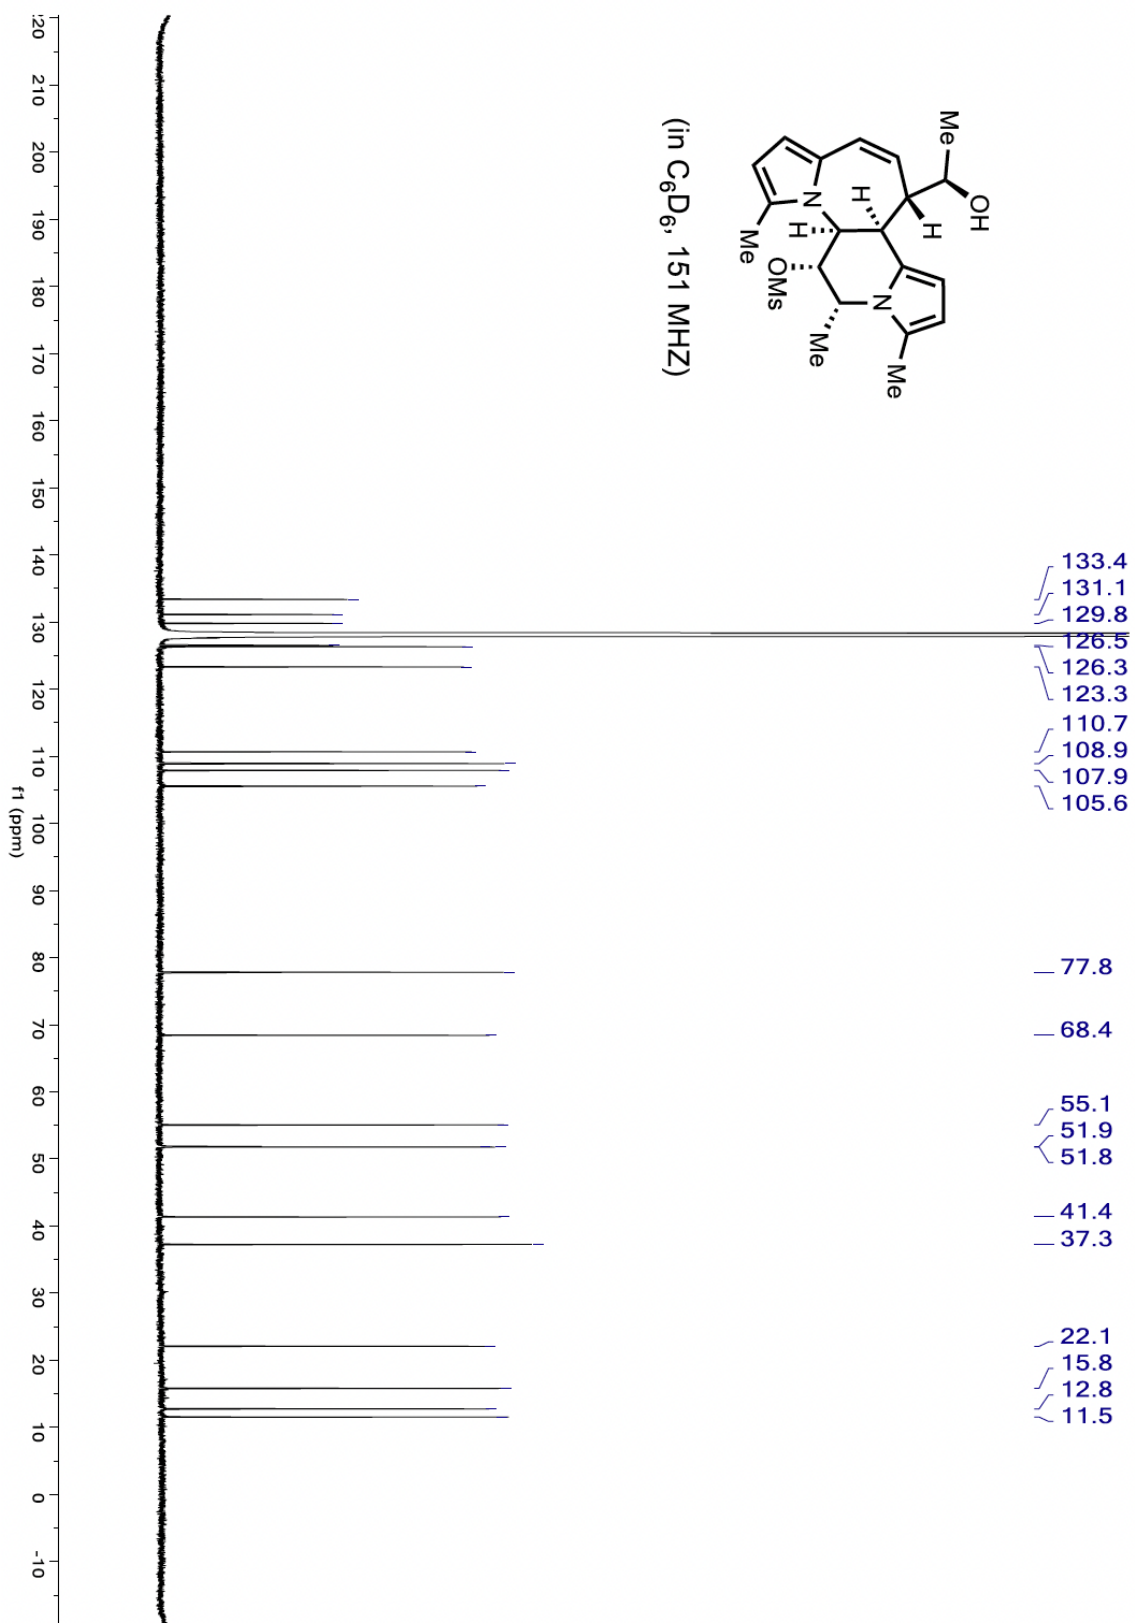 Me
OH
H
H
N
H
Me
OMs
N
Me
Me
(in C₆D₆, 151 MHZ)
133.4
131.1
129.8
126.5
126.3
123.3
110.7
108.9
107.9
105.6
77.8
68.4
55.1
51.9
51.8
41.4
37.3
22.1
15.8
12.8
11.5
20 210 200 190 180 170 160 150 140 130 120 110 100 90 80 70 60 50 40 30 20 10 0 -10
f1 (ppm)